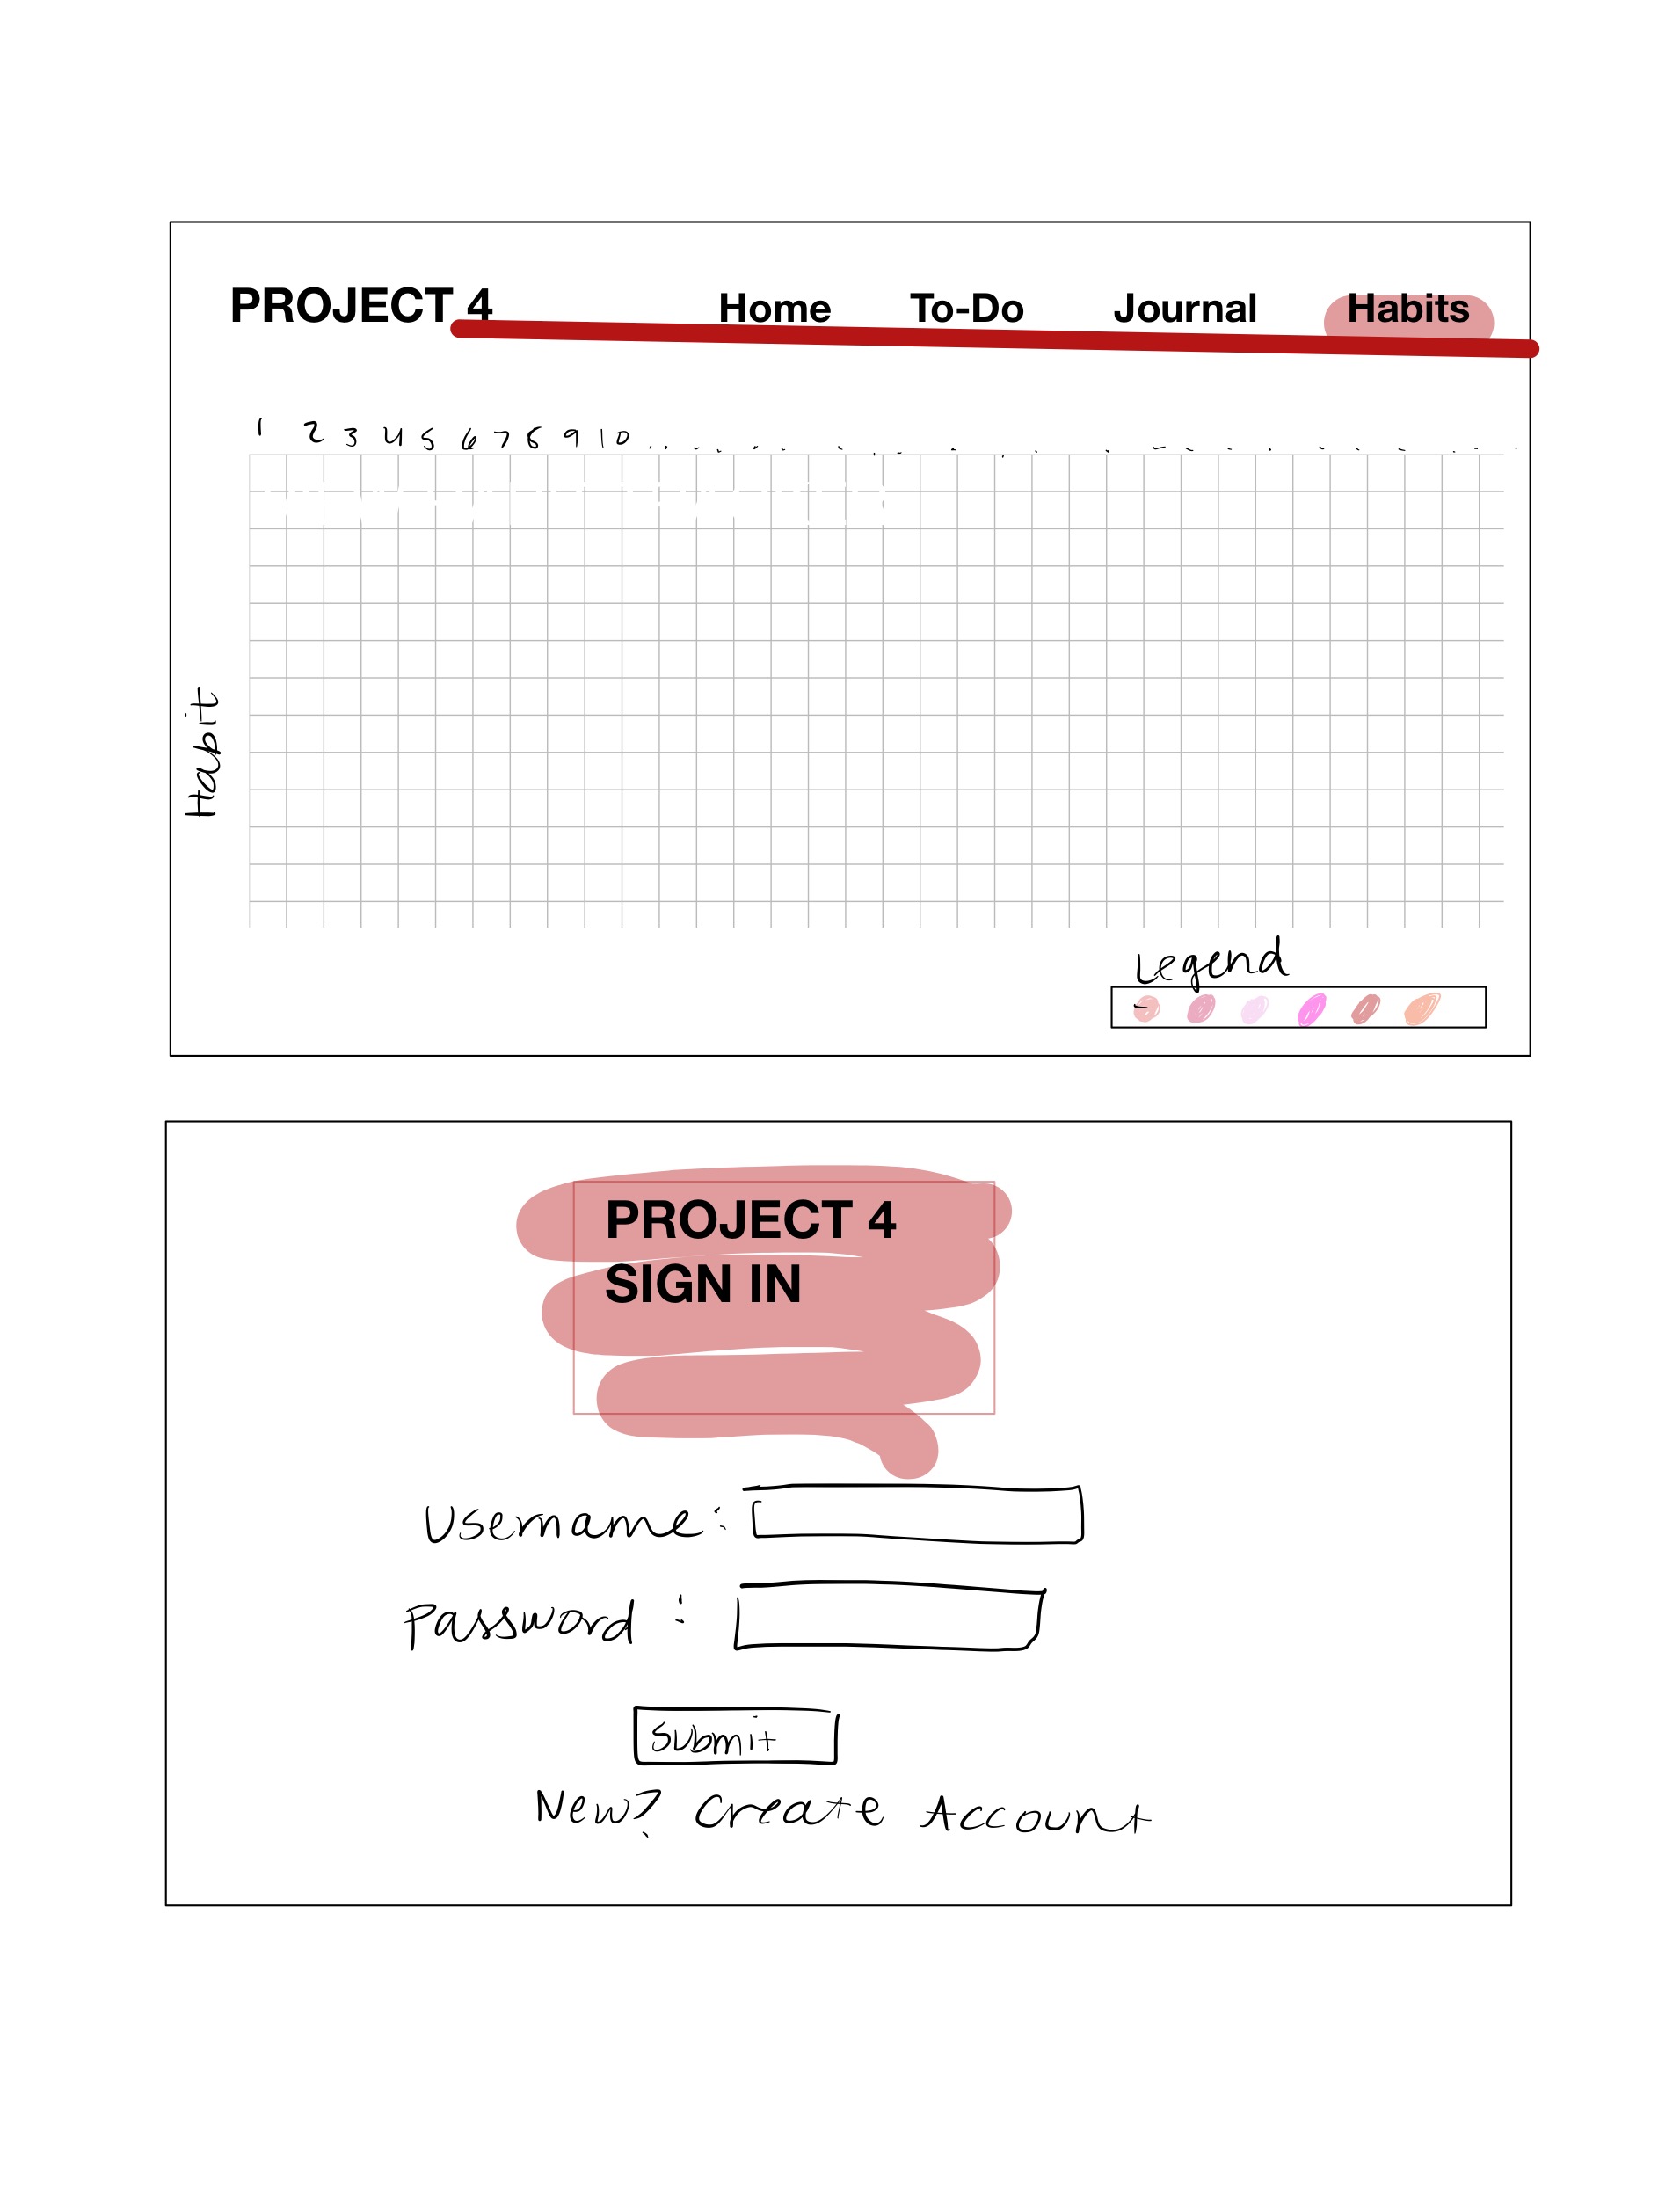 PROJECT 4 Home To-Do Journal Habits
1 2 3 4 5 6 7 8 9 10
Habit
Legend
PROJECT 4
SIGN IN
Username:
Password:
Submit
New? Create Account